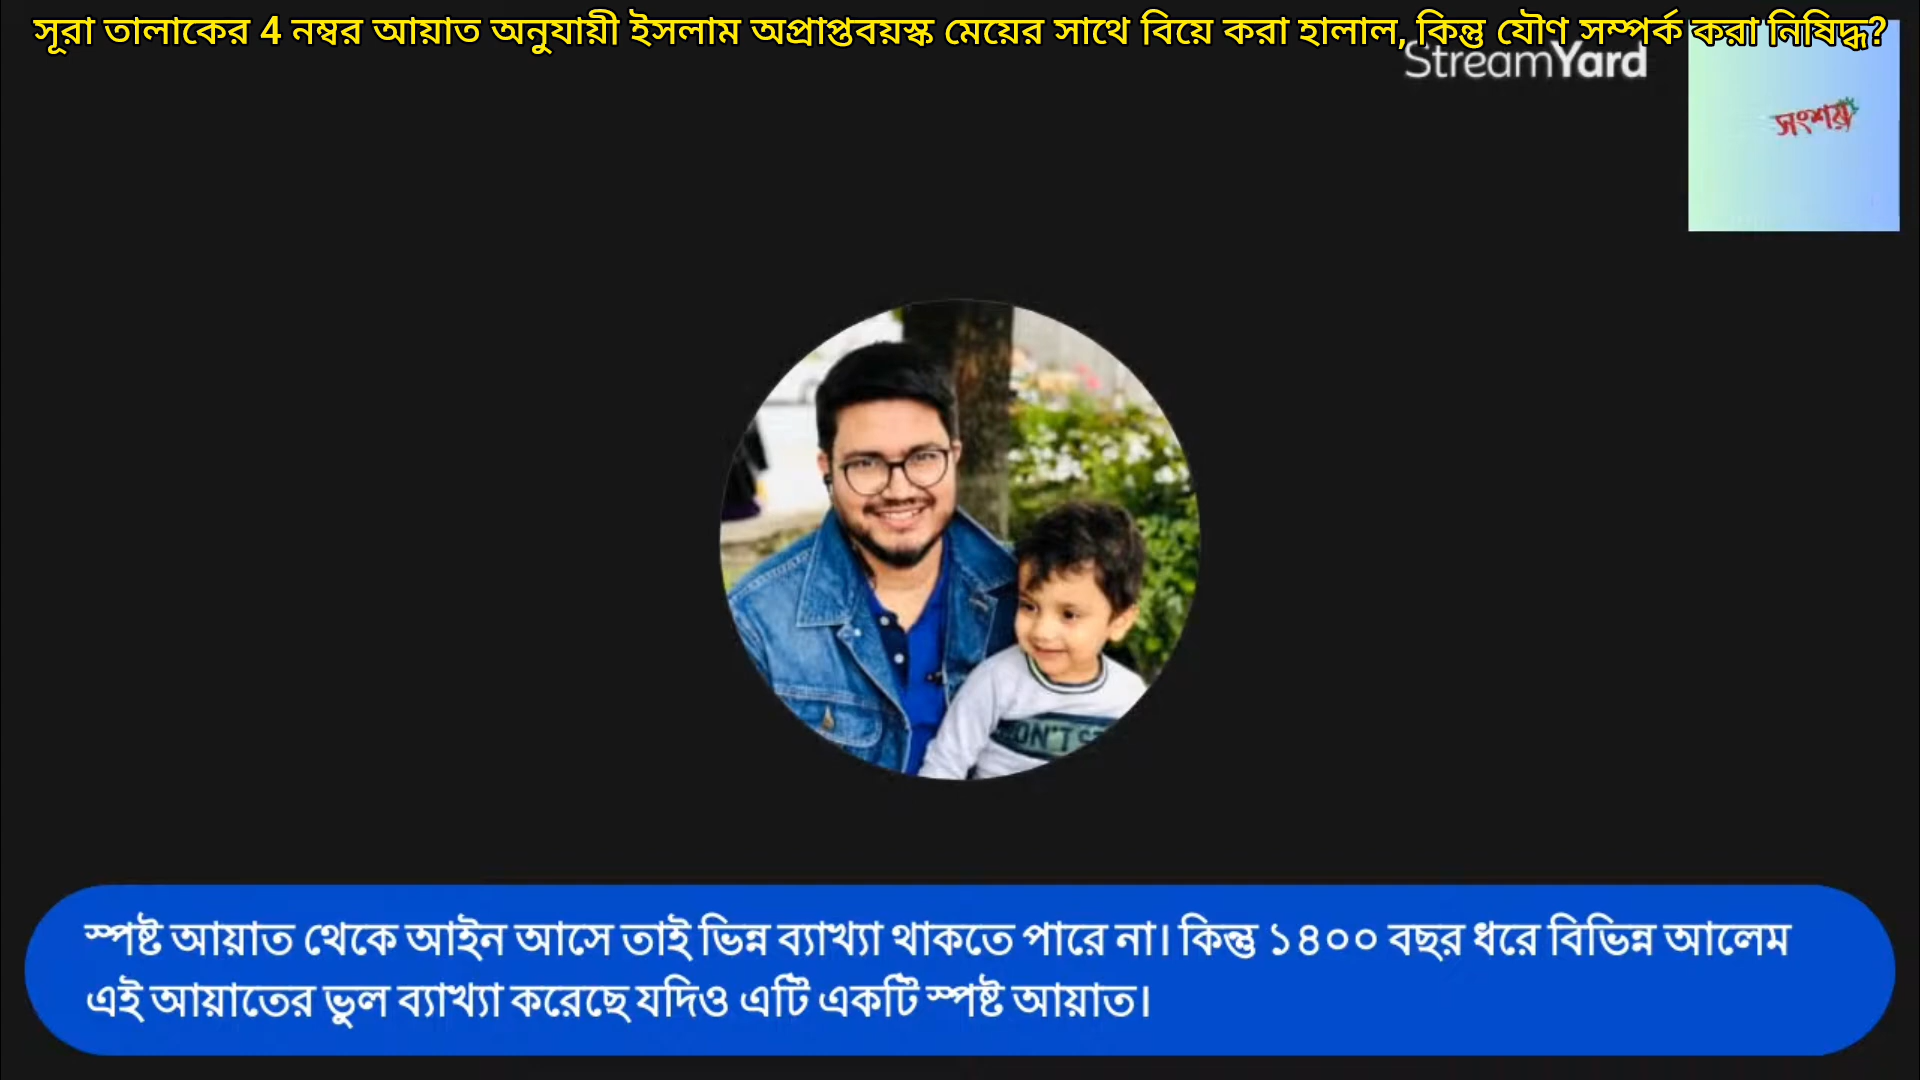 সূরা তালাকের 4 নম্বর আয়াত অনুযায়ী ইসলাম অপ্রাপ্তবয়স্ক মেয়ের সাথে বিয়ে করা হালাল, কিন্তু যৌণ সম্পর্ক করা নিষিদ্ধ?
StreamYard
সংশয়
DON'T S
স্পষ্ট আয়াত থেকে আইন আসে তাই ভিন্ন ব্যাখ্যা থাকতে পারে না। কিন্তু ১৪০০ বছর ধরে বিভিন্ন আলেম
এই আয়াতের ভুল ব্যাখ্যা করেছে যদিও এটি একটি স্পষ্ট আয়াত।